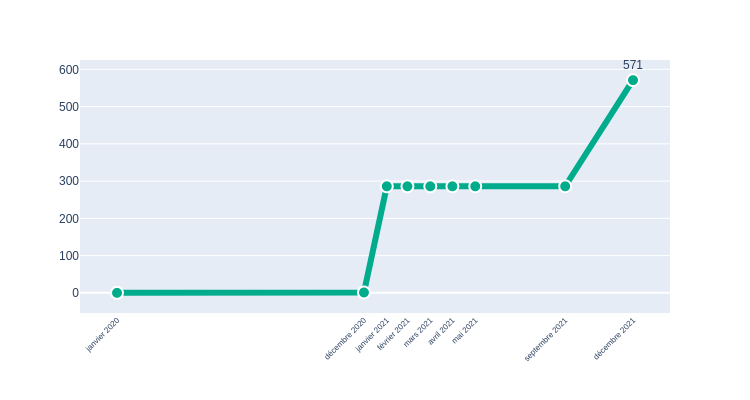 571
600
500
400
300
200
100
0
janvier 2020
décembre 2020
janvier 2021
février 2021
mars 2021
avril 2021
mai 2021
septembre 2021
décembre 2021